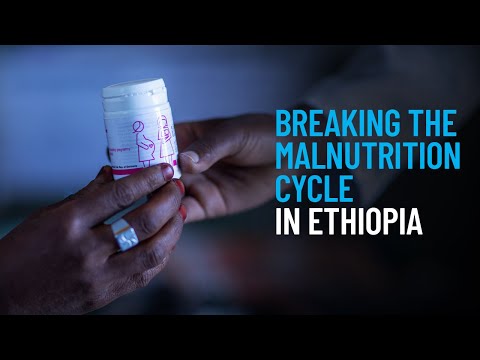 BREAKING THE
MALNUTRITION
CYCLE
IN ETHIOPIA